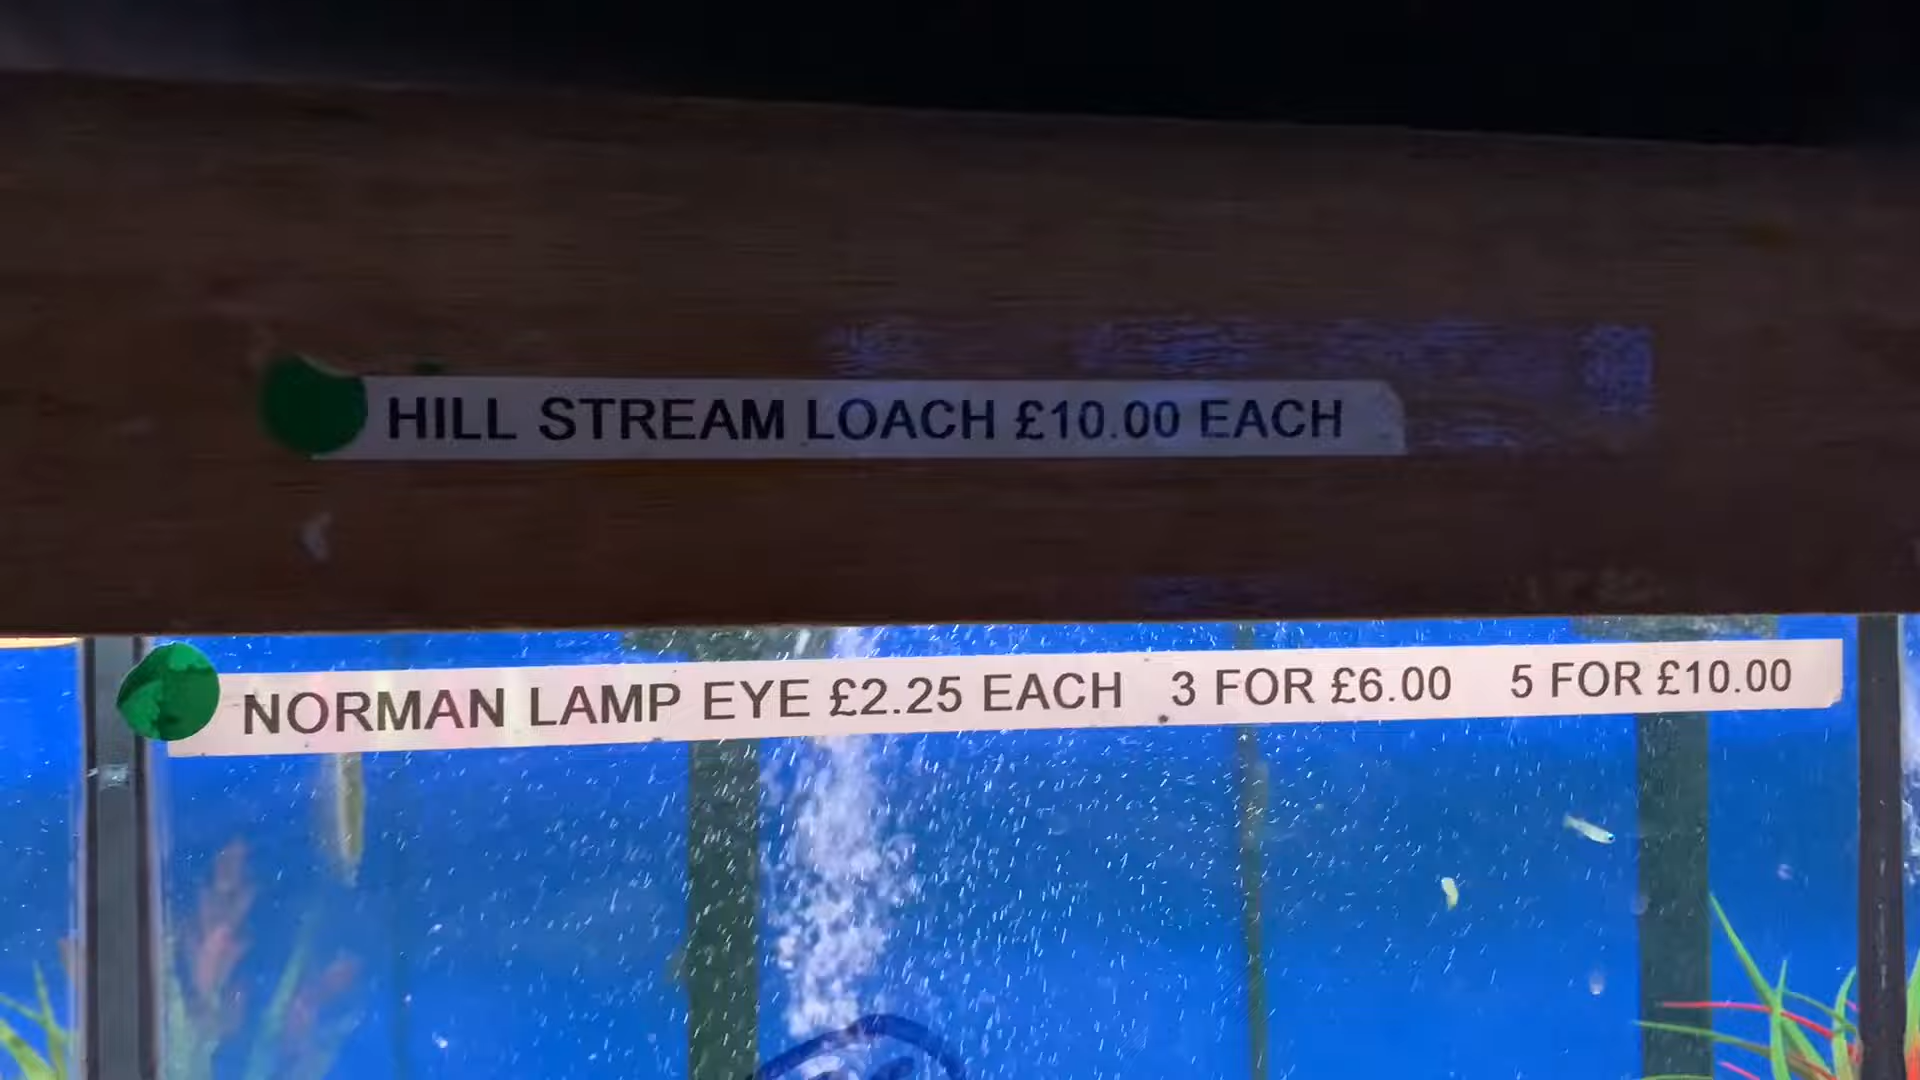 HILL STREAM LOACH £10.00 EACH
NORMAN LAMP EYE £2.25 EACH 3 FOR £6.00 5 FOR £10.00